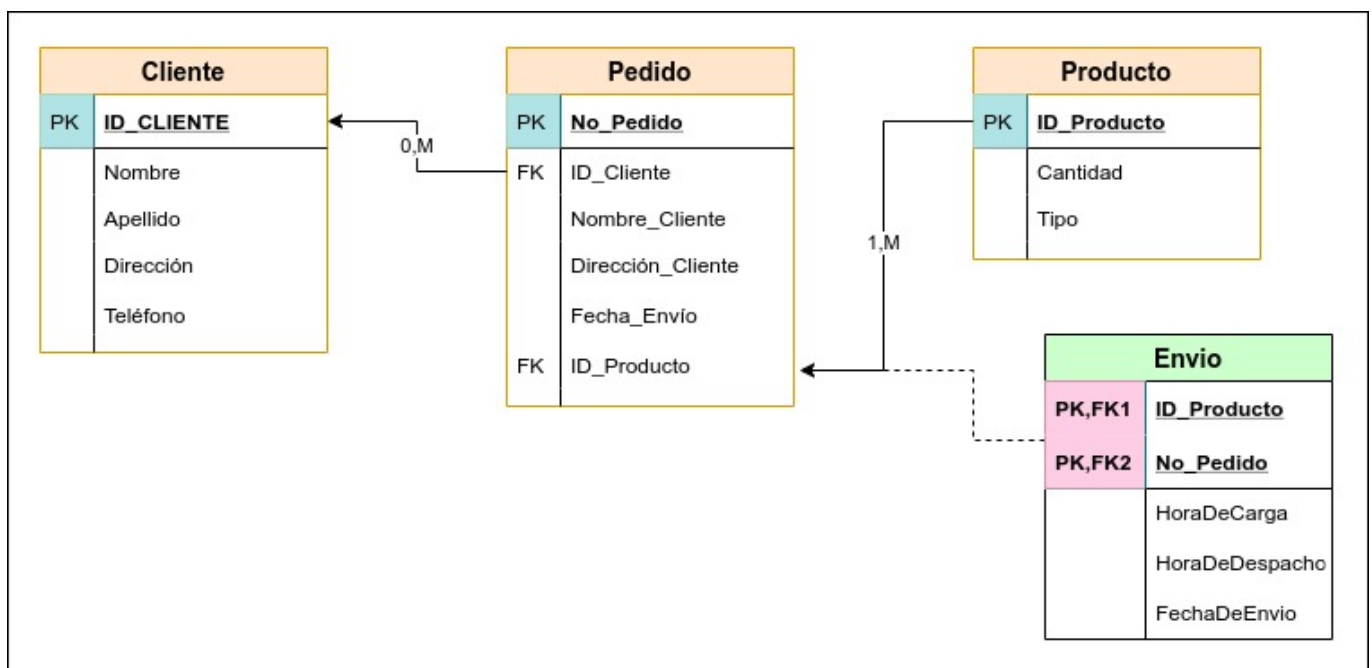 Cliente
PK ID_CLIENTE
Nombre
Apellido
Dirección
Teléfono
0,M
Pedido
PK No_Pedido
FK ID_Cliente
Nombre_Cliente
Dirección_Cliente
Fecha_Envío
FK ID_Producto
1,M
Producto
PK ID_Producto
Cantidad
Tipo
Envio
PK,FK1 ID_Producto
PK,FK2 No_Pedido
HoraDeCarga
HoraDeDespacho
FechaDeEnvio